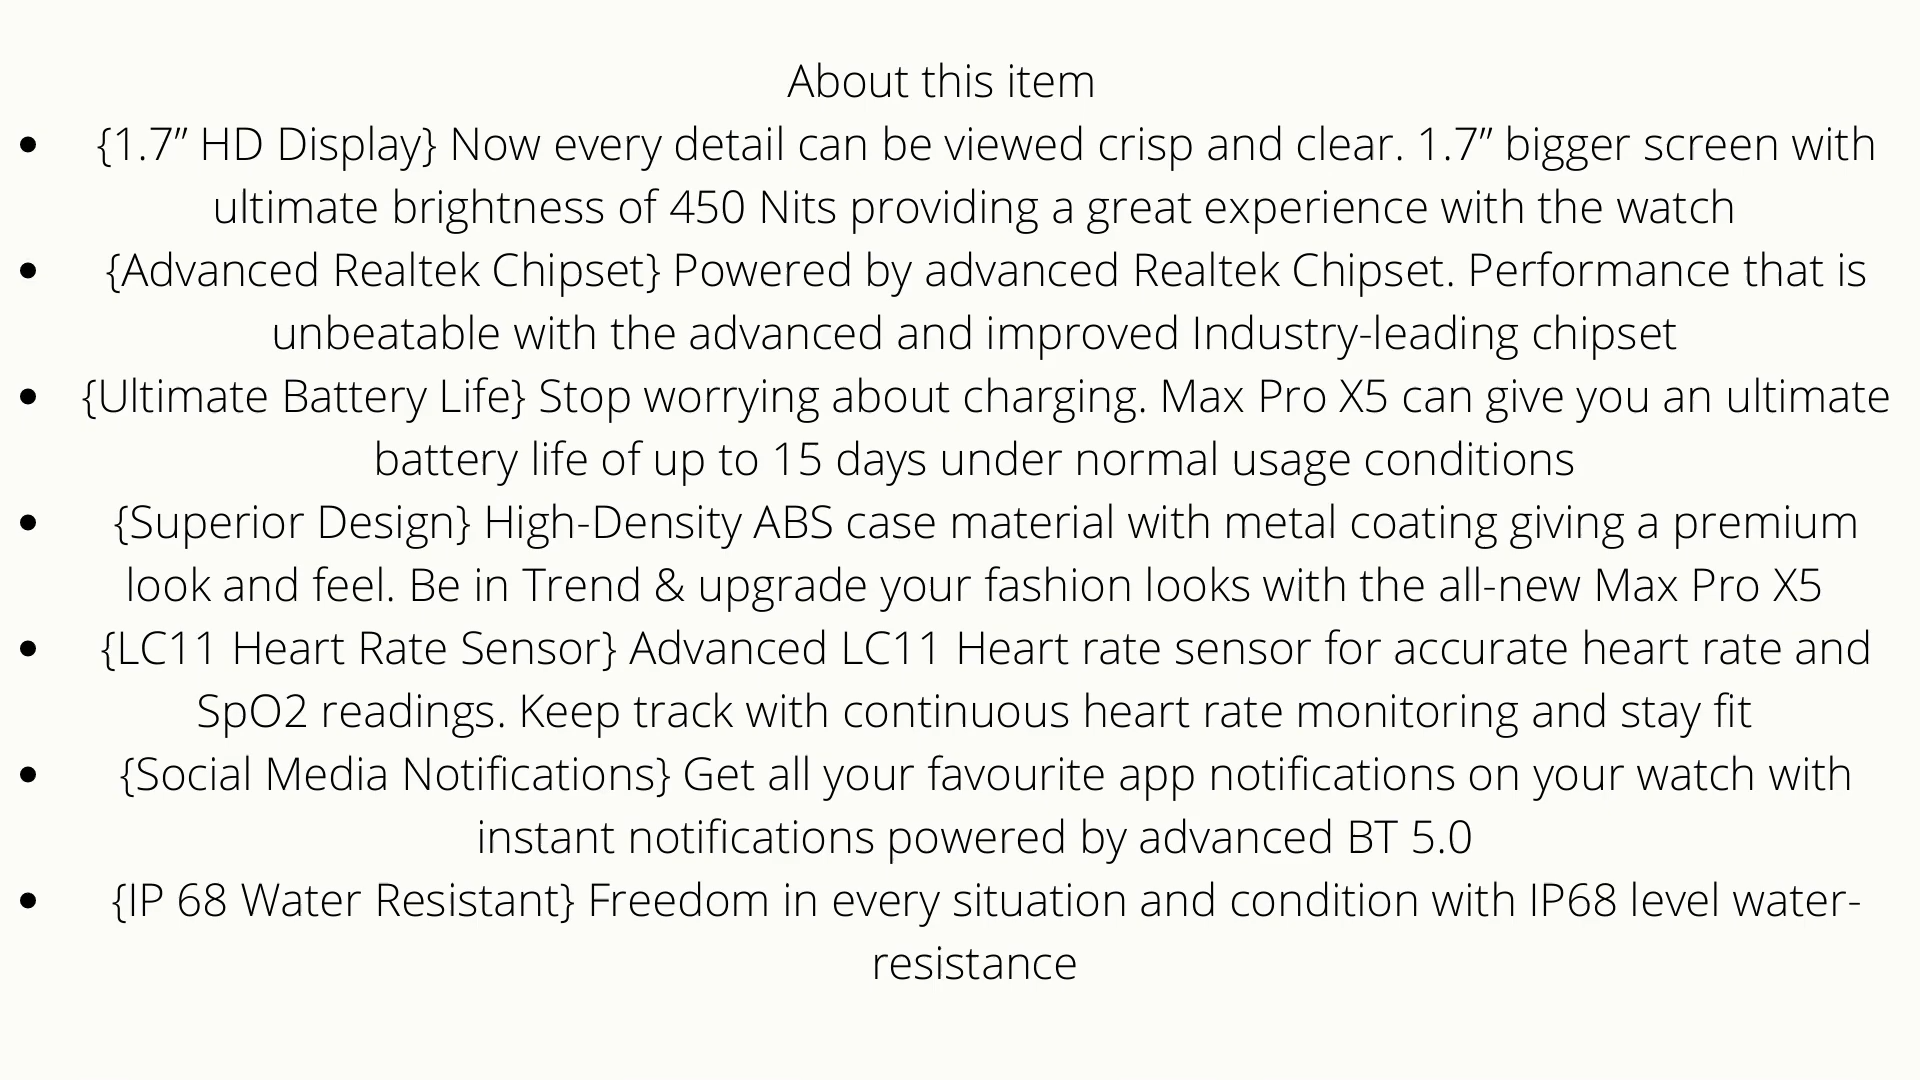 About this item
• {1.7” HD Display} Now every detail can be viewed crisp and clear. 1.7” bigger screen with
ultimate brightness of 450 Nits providing a great experience with the watch
• {Advanced Realtek Chipset} Powered by advanced Realtek Chipset. Performance that is
unbeatable with the advanced and improved Industry-leading chipset
• {Ultimate Battery Life} Stop worrying about charging. Max Pro X5 can give you an ultimate
battery life of up to 15 days under normal usage conditions
• {Superior Design} High-Density ABS case material with metal coating giving a premium
look and feel. Be in Trend & upgrade your fashion looks with the all-new Max Pro X5
• {LC11 Heart Rate Sensor} Advanced LC11 Heart rate sensor for accurate heart rate and
SpO2 readings. Keep track with continuous heart rate monitoring and stay fit
• {Social Media Notifications} Get all your favourite app notifications on your watch with
instant notifications powered by advanced BT 5.0
• {IP 68 Water Resistant} Freedom in every situation and condition with IP68 level water-
resistance